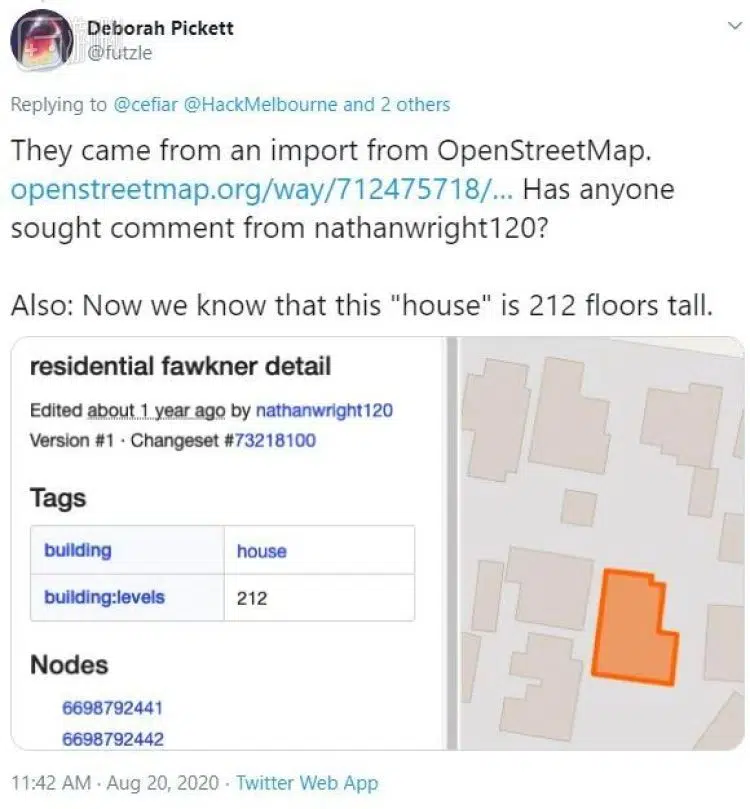 Deborah Pickett
@futzle
Replying to @cefiar @HackMelbourne and 2 others
They came from an import from OpenStreetMap.
openstreetmap.org/way/712475718/... Has anyone
sought comment from nathanwright120?
Also: Now we know that this "house" is 212 floors tall.
residential fawkner detail
Edited about 1 year ago by nathanwright120
Version #1 · Changeset #73218100
Tags
building house
building:levels 212
Nodes
6698792441
6698792442
11:42 AM · Aug 20, 2020 · Twitter Web App